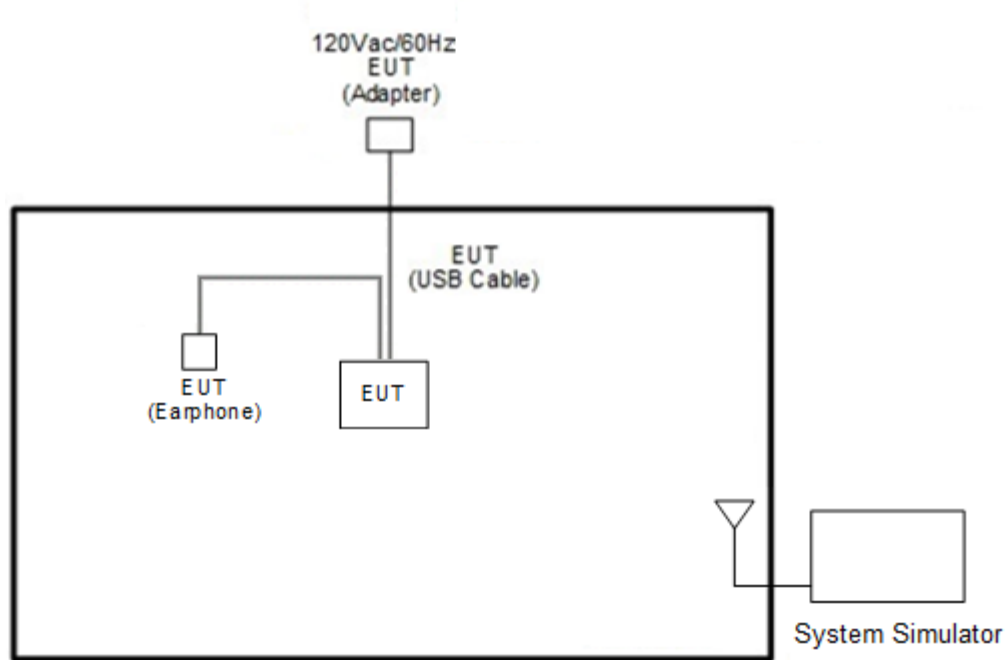 120Vac/60Hz
EUT
(Adapter)
EUT
(USB Cable)
EUT
(Earphone)
EUT
System Simulator